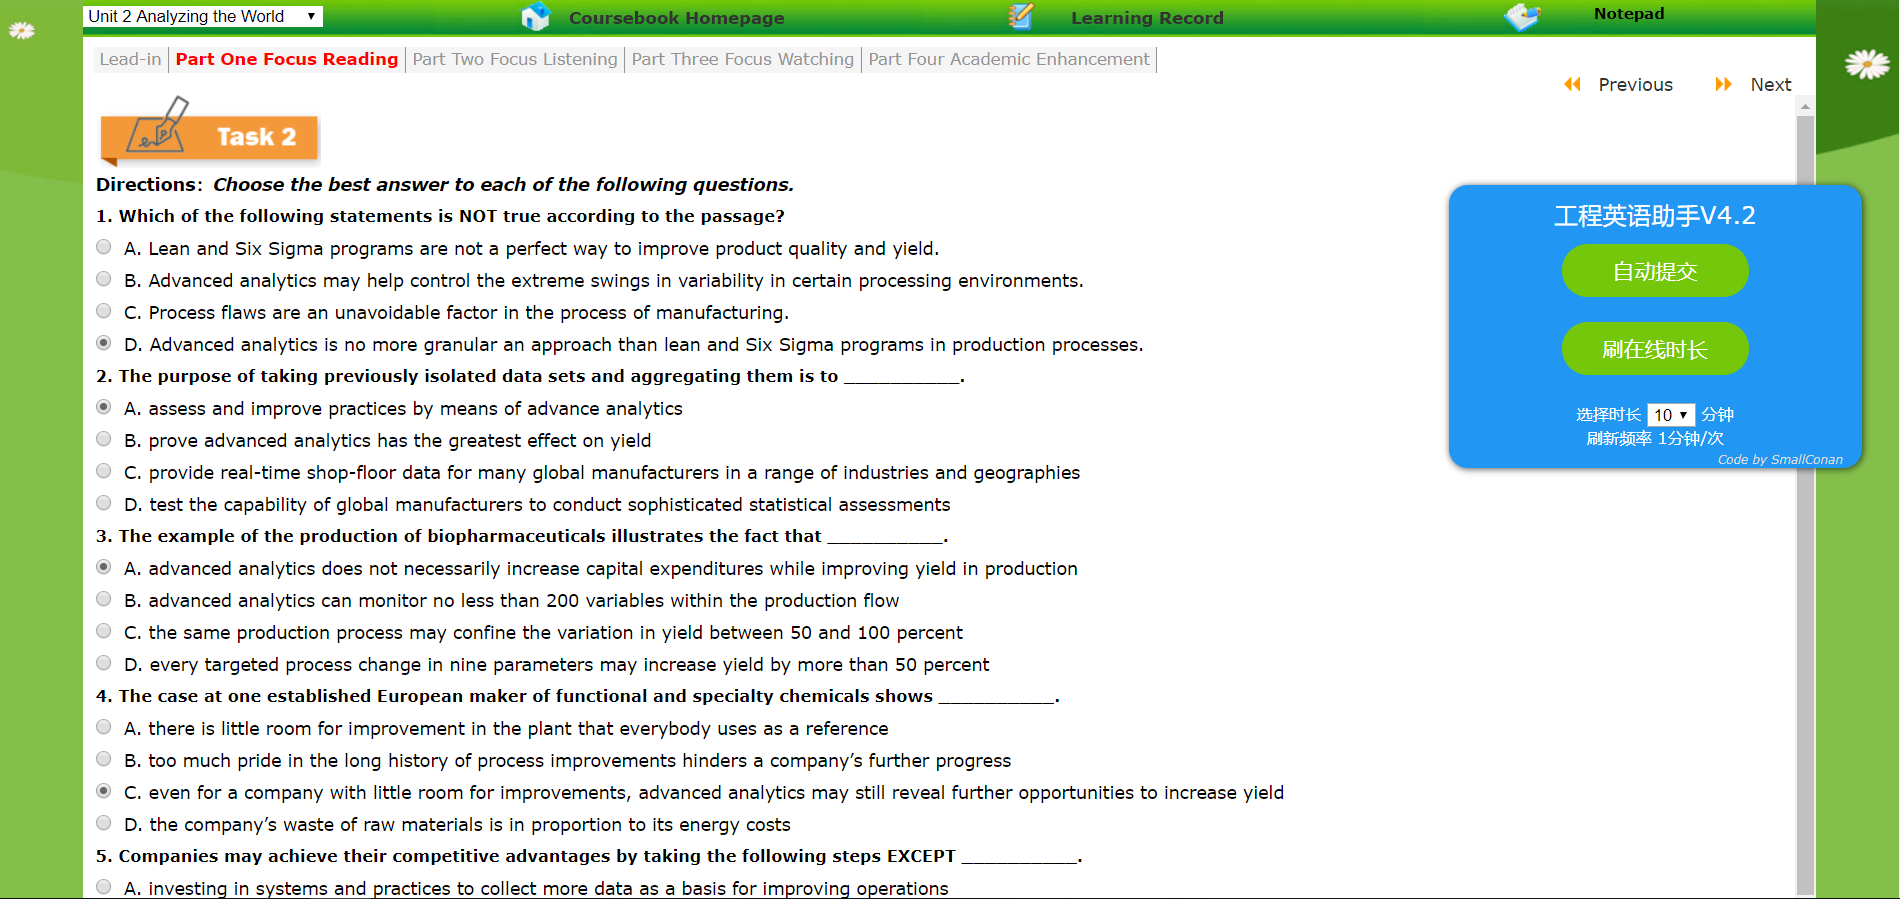 Unit 2 Analyzing the World
Coursebook Homepage
Learning Record
Notepad
Lead-in
Part One Focus Reading
Part Two Focus Listening
Part Three Focus Watching
Part Four Academic Enhancement
Previous
Next
Task 2
Directions: Choose the best answer to each of the following questions.
1. Which of the following statements is NOT true according to the passage?
A. Lean and Six Sigma programs are not a perfect way to improve product quality and yield.
B. Advanced analytics may help control the extreme swings in variability in certain processing environments.
C. Process flaws are an unavoidable factor in the process of manufacturing.
D. Advanced analytics is no more granular an approach than lean and Six Sigma programs in production processes.
2. The purpose of taking previously isolated data sets and aggregating them is to __________.
A. assess and improve practices by means of advance analytics
B. prove advanced analytics has the greatest effect on yield
C. provide real-time shop-floor data for many global manufacturers in a range of industries and geographies
D. test the capability of global manufacturers to conduct sophisticated statistical assessments
3. The example of the production of biopharmaceuticals illustrates the fact that __________.
A. advanced analytics does not necessarily increase capital expenditures while improving yield in production
B. advanced analytics can monitor no less than 200 variables within the production flow
C. the same production process may confine the variation in yield between 50 and 100 percent
D. every targeted process change in nine parameters may increase yield by more than 50 percent
4. The case at one established European maker of functional and specialty chemicals shows __________.
A. there is little room for improvement in the plant that everybody uses as a reference
B. too much pride in the long history of process improvements hinders a company’s further progress
C. even for a company with little room for improvements, advanced analytics may still reveal further opportunities to increase yield
D. the company’s waste of raw materials is in proportion to its energy costs
5. Companies may achieve their competitive advantages by taking the following steps EXCEPT __________.
A. investing in systems and practices to collect more data as a basis for improving operations
工程英语助手V4.2
自动提交
刷在线时长
选择时长 10 分钟
刷新频率 1分钟/次
Code by SmallConan